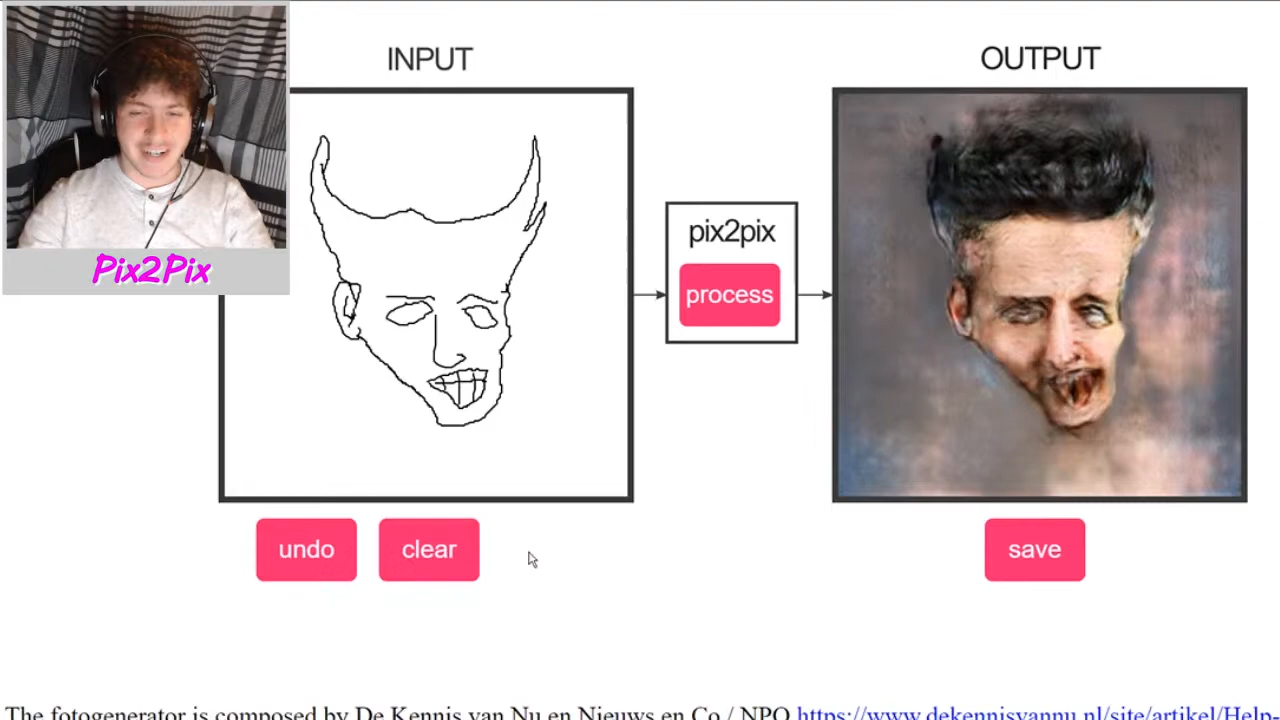 INPUT
OUTPUT
Pix2Pix
pix2pix
process
undo
clear
save
The fotogenerator is composed by De Kennis van Nu en Nieuws en Co / NPO https://www.dekennisvannu.nl/site/artikel/Help-